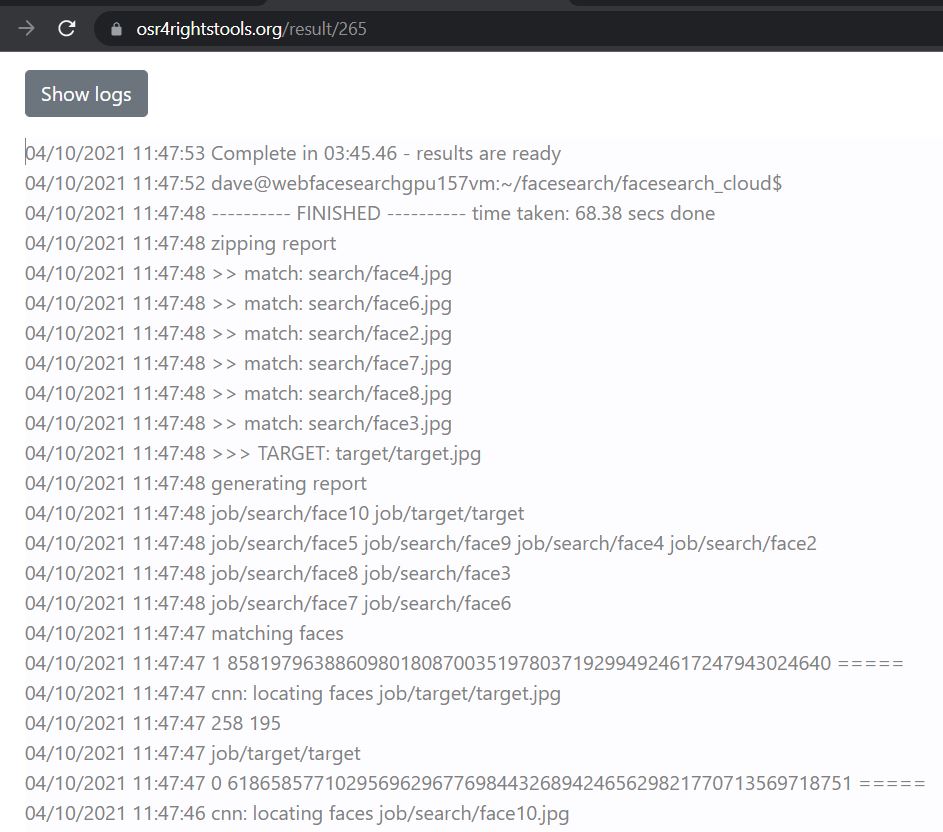 osr4rightstools.org/result/265
Show logs
04/10/2021 11:47:53 Complete in 03:45.46 - results are ready
04/10/2021 11:47:52 dave@webfacesearchgpu157vm:~/facesearch/facesearch_cloud$
04/10/2021 11:47:48 ---------- FINISHED ---------- time taken: 68.38 secs done
04/10/2021 11:47:48 zipping report
04/10/2021 11:47:48 >> match: search/face4.jpg
04/10/2021 11:47:48 >> match: search/face6.jpg
04/10/2021 11:47:48 >> match: search/face2.jpg
04/10/2021 11:47:48 >> match: search/face7.jpg
04/10/2021 11:47:48 >> match: search/face8.jpg
04/10/2021 11:47:48 >> match: search/face3.jpg
04/10/2021 11:47:48 >>> TARGET: target/target.jpg
04/10/2021 11:47:48 generating report
04/10/2021 11:47:48 job/search/face10 job/target/target
04/10/2021 11:47:48 job/search/face5 job/search/face9 job/search/face4 job/search/face2
04/10/2021 11:47:48 job/search/face8 job/search/face3
04/10/2021 11:47:48 job/search/face7 job/search/face6
04/10/2021 11:47:47 matching faces
04/10/2021 11:47:47 1 85819796388609801808700351978037192994924617247943024640 =====
04/10/2021 11:47:47 cnn: locating faces job/target/target.jpg
04/10/2021 11:47:47 258 195
04/10/2021 11:47:47 job/target/target
04/10/2021 11:47:47 0 6186585771029569629677698443268942465629821770713569718751 =====
04/10/2021 11:47:46 cnn: locating faces job/search/face10.jpg